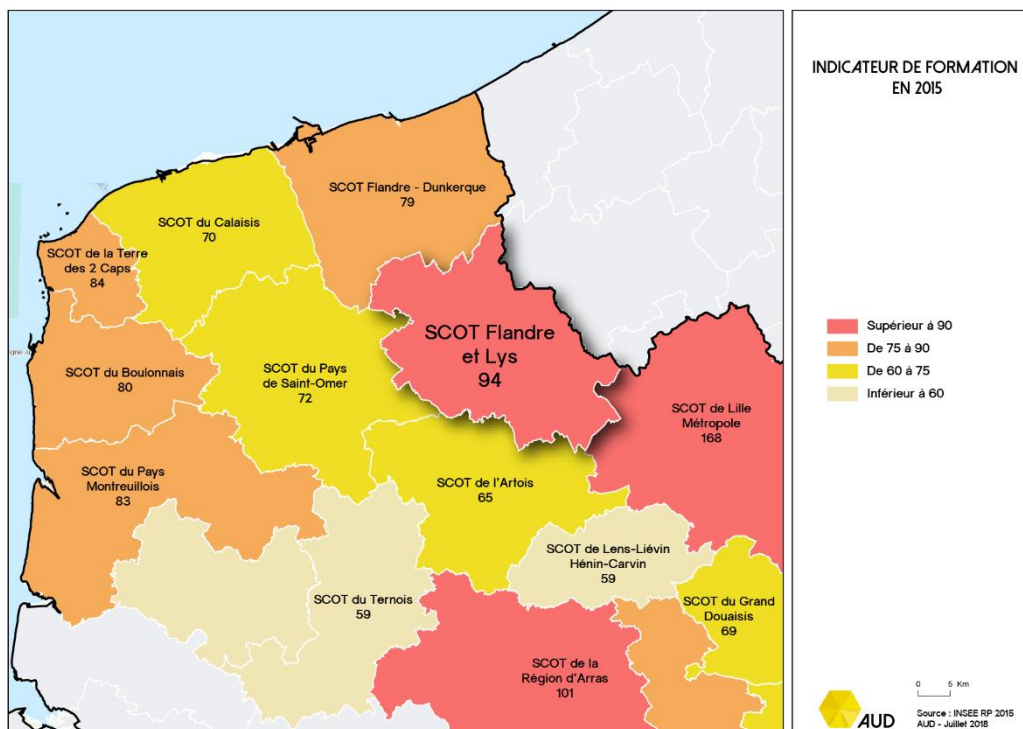 INDICATEUR DE FORMATION
EN 2015
SCOT Flandre - Dunkerque
79
SCOT du Calaisis
70
SCOT de la Terre
des 2 Caps
84
SCOT Flandre
et Lys
94
SCOT du Boulonnais
80
SCOT du Pays
de Saint-Omer
72
SCOT de Lille
Métropole
168
SCOT du Pays
Montreuillois
83
SCOT de l'Artois
65
SCOT de Lens-Liévin
Hénin-Carvin
59
SCOT du Ternois
59
SCOT du Grand
Douaisis
69
SCOT de la
Région d'Arras
101
Supérieur à 90
De 75 à 90
De 60 à 75
Inférieur à 60
0 5 Km
AUD
Source : INSEE RP 2015
AUD - Juillet 2018